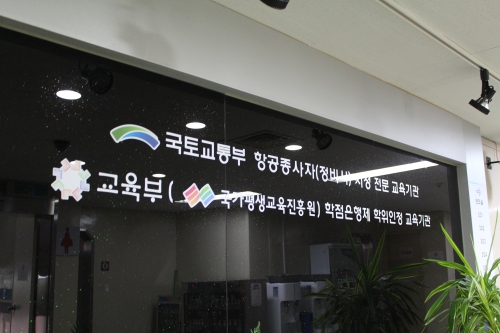 국토교통부 항공종사자(정비사) 지정 전문 교육기관
교육부 (국가평생교육진흥원) 학점은행제 학위인정 교육기관